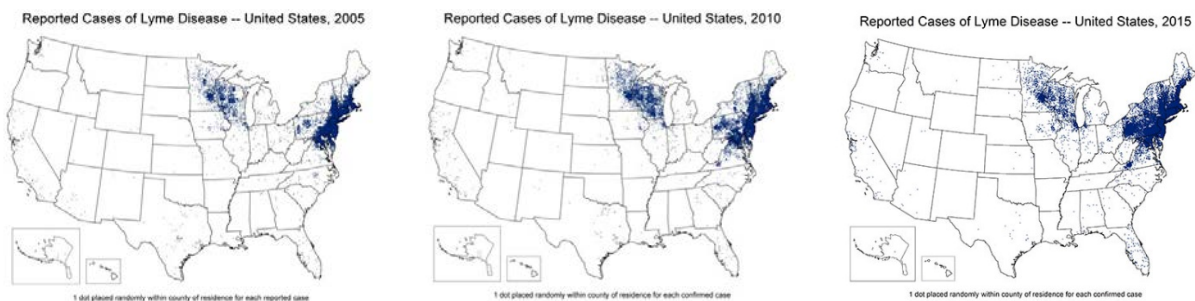 Reported Cases of Lyme Disease -- United States, 2005
Reported Cases of Lyme Disease -- United States, 2010
Reported Cases of Lyme Disease -- United States, 2015
1 dot placed randomly within county of residence for each reported case
1 dot placed randomly within county of residence for each confirmed case
1 dot placed randomly within county of residence for each confirmed case